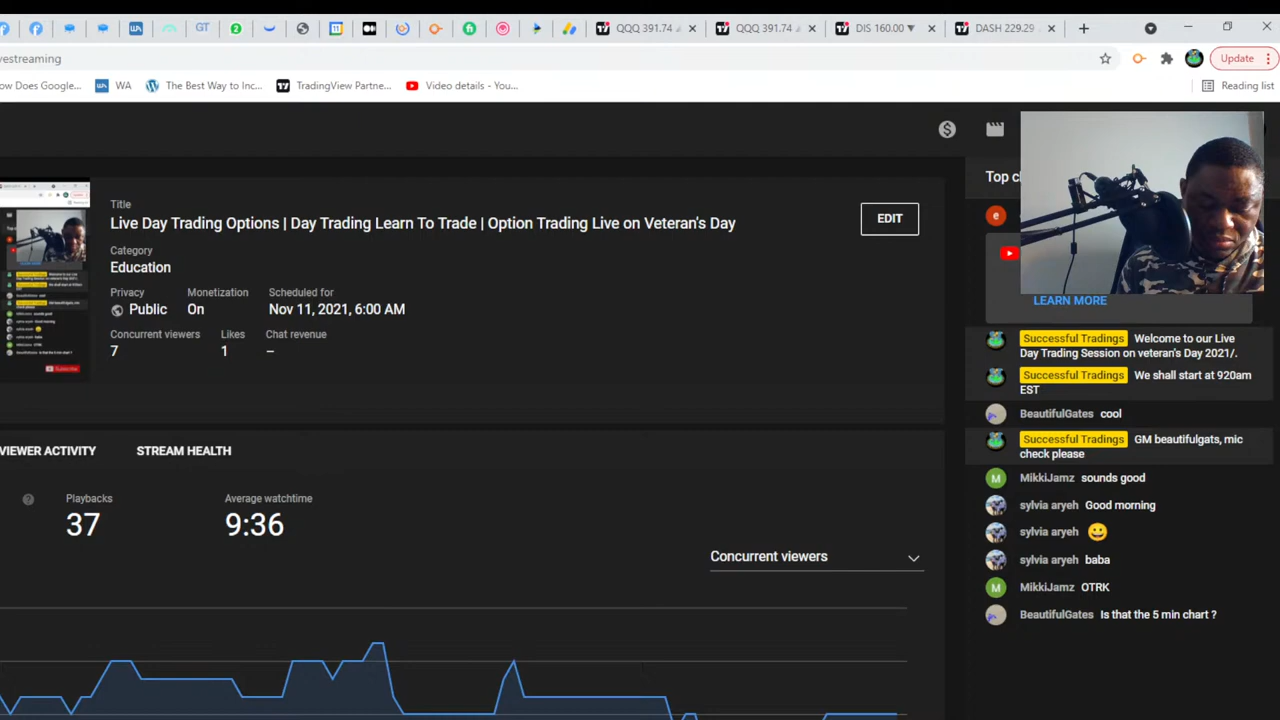 QQQ 391.74
QQQ 391.74
DIS 160.00 ▼
DASH 229.29
vestreaming
Update
ow Does Google...
WA
The Best Way to Inc...
TradingView Partne...
Video details - You...
Reading list
Title
Live Day Trading Options | Day Trading Learn To Trade | Option Trading Live on Veteran's Day
EDIT
Category
Education
Privacy
Monetization
Scheduled for
Public
On
Nov 11, 2021, 6:00 AM
Concurrent viewers
Likes
Chat revenue
7
1
–
VIEWER ACTIVITY
STREAM HEALTH
Playbacks
Average watchtime
37
9:36
Concurrent viewers
Top c
e
LEARN MORE
Successful Tradings Welcome to our Live
Day Trading Session on veteran's Day 2021/.
Successful Tradings We shall start at 920am
EST
BeautifulGates cool
Successful Tradings GM beautifulgats, mic
check please
M MikkiJamz sounds good
sylvia aryeh Good morning
sylvia aryeh 😀
sylvia aryeh baba
M MikkiJamz OTRK
BeautifulGates Is that the 5 min chart ?